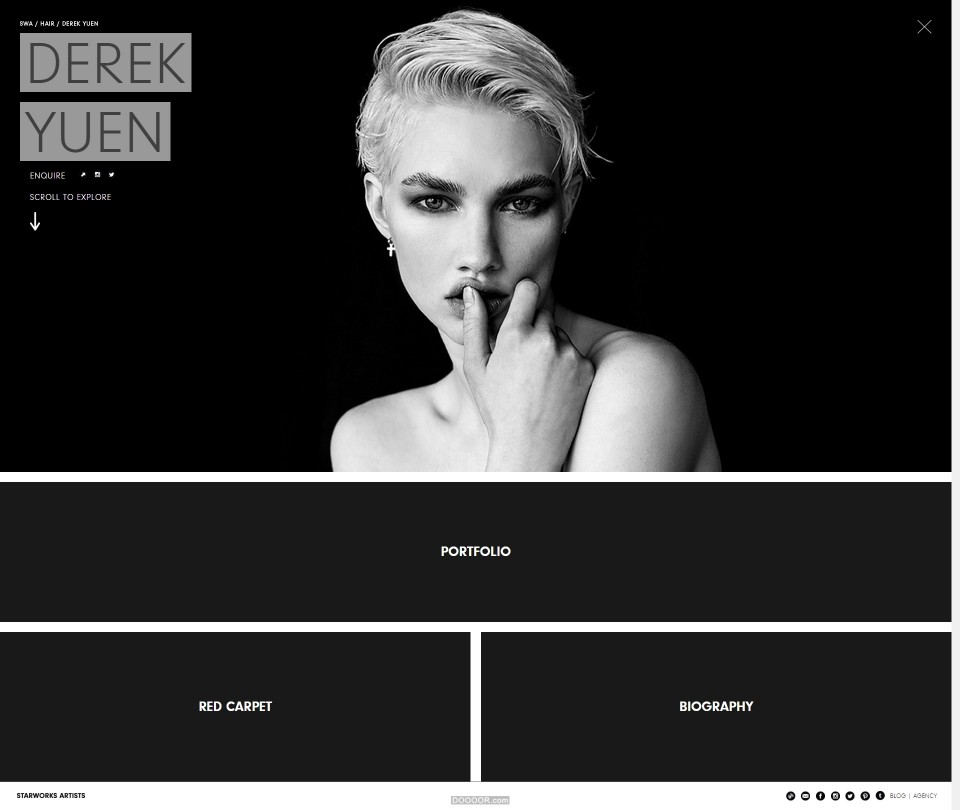 SWA / HAIR / DEREK YUEN
DEREK
YUEN
ENQUIRE
SCROLL TO EXPLORE
PORTFOLIO
RED CARPET
BIOGRAPHY
STARWORKS ARTISTS
DOOOOR.com
BLOG | AGENCY